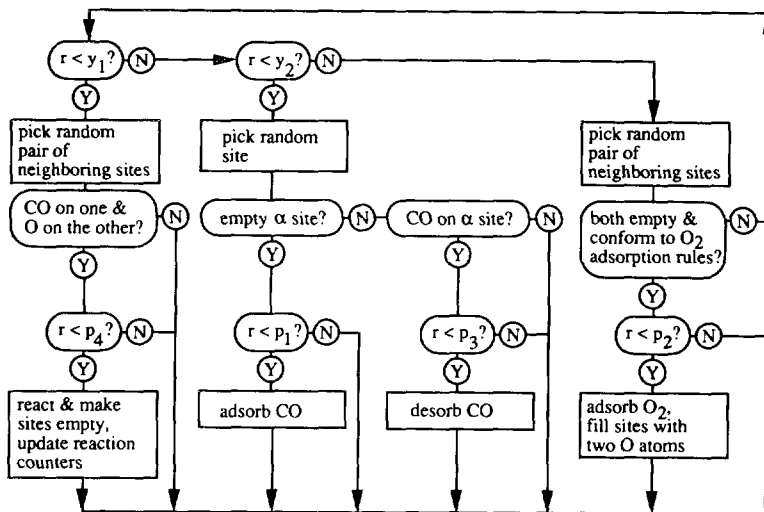 r < y1?
N
r < y2?
N
Y
Y
pick random
pair of
neighboring sites
pick random
site
pick random
pair of
neighboring sites
CO on one &
O on the other?
N
empty α site?
N
CO on α site?
N
both empty &
conform to O2
adsorption rules?
N
Y
Y
Y
Y
r < p4?
N
r < p1?
N
r < p3?
N
r < p2?
N
Y
Y
Y
Y
react & make
sites empty,
update reaction
counters
adsorb CO
desorb CO
adsorb O2,
fill sites with
two O atoms